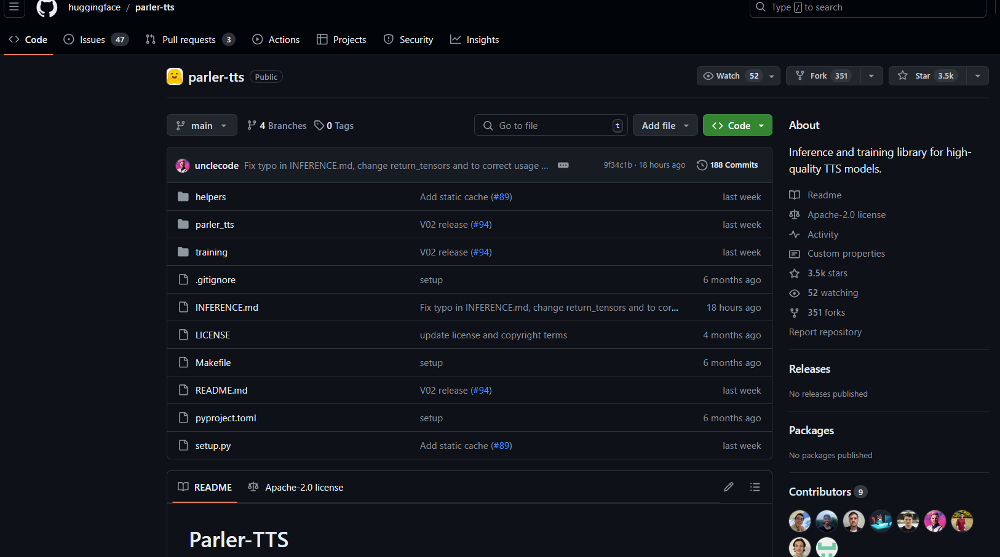 huggingface / parler-tts
Type / to search
Code Issues 47 Pull requests 3 Actions Projects Security Insights
parler-tts Public
Watch 52 Fork 351 Star 3.5k
main 4 Branches 0 Tags Go to file t Add file Code
unclecode Fix typo in INFERENCE.md, change return_tensors and to correct usage ... 9f34c1b · 18 hours ago 188 Commits
helpers Add static cache (#89) last week
parler_tts V02 release (#94) last week
training V02 release (#94) last week
.gitignore setup 6 months ago
INFERENCE.md Fix typo in INFERENCE.md, change return_tensors and to cor... 18 hours ago
LICENSE update license and copyright terms 4 months ago
Makefile setup 6 months ago
README.md V02 release (#94) last week
pyproject.toml setup 6 months ago
setup.py Add static cache (#89) last week
README Apache-2.0 license
Parler-TTS
About
Inference and training library for high-
quality TTS models.
Readme
Apache-2.0 license
Activity
Custom properties
3.5k stars
52 watching
351 forks
Report repository
Releases
No releases published
Packages
No packages published
Contributors 9